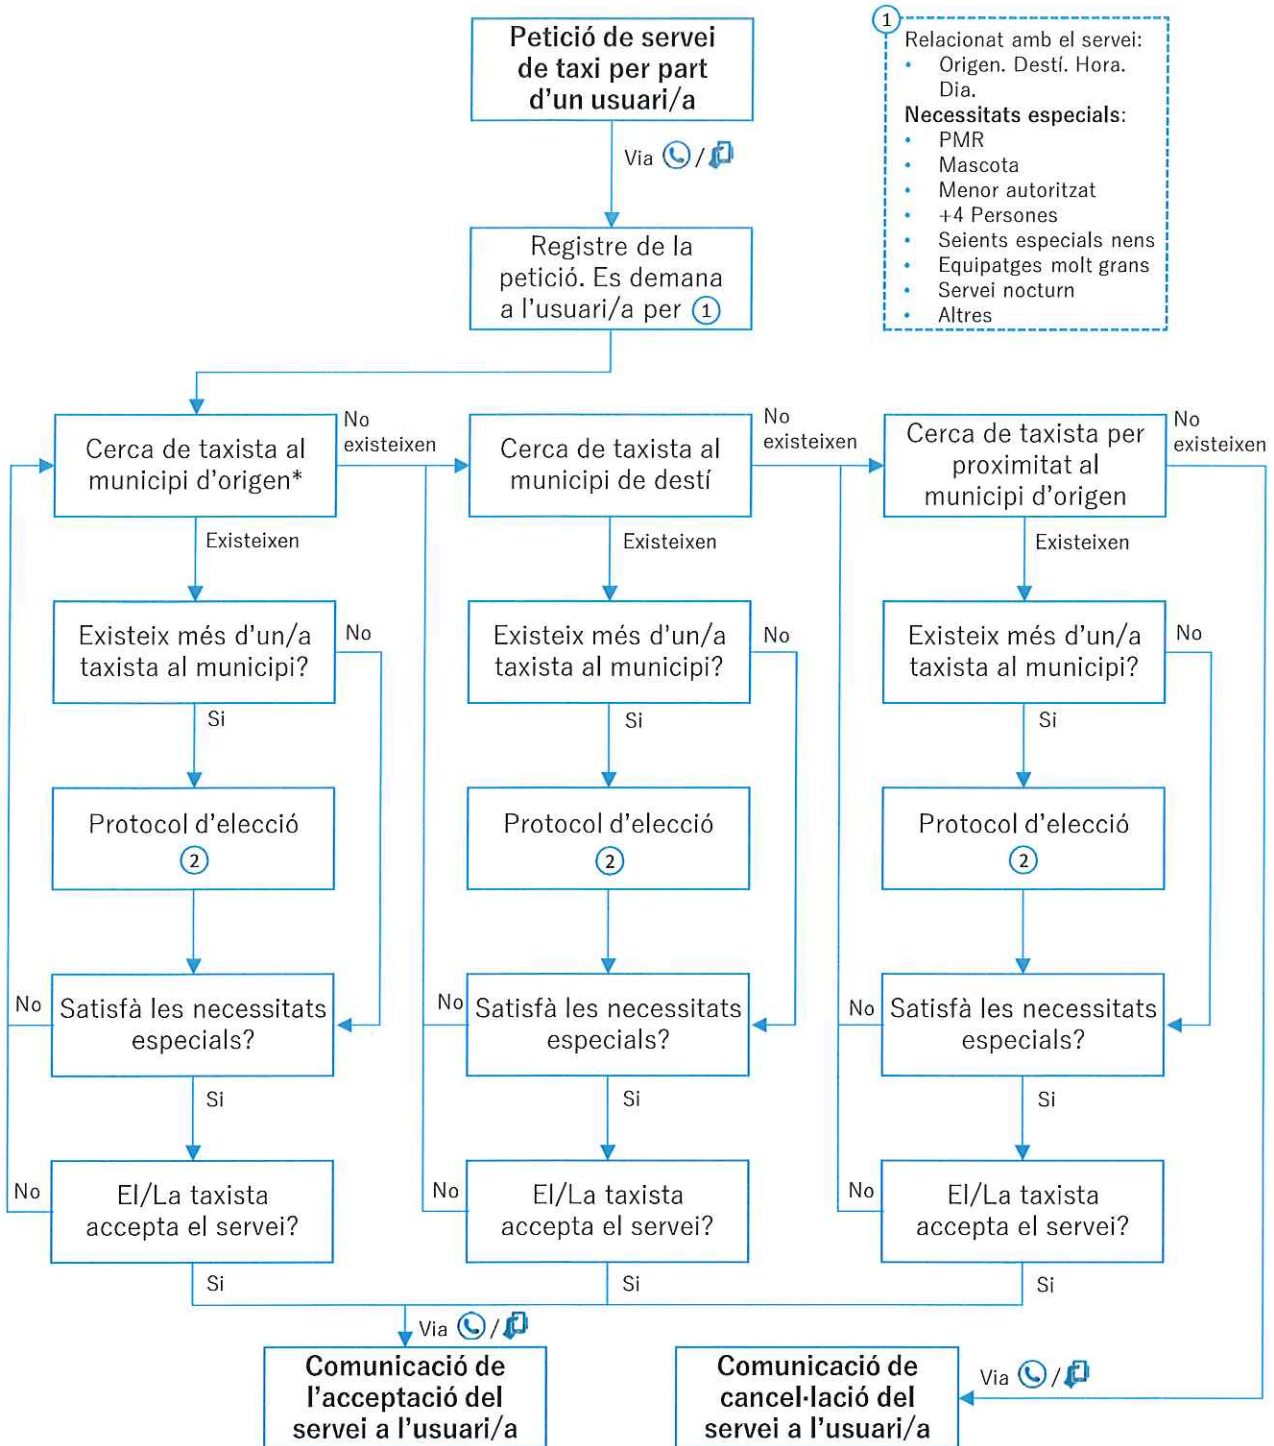 Petició de servei
de taxi per part
d'un usuari/a
1
Relacionat amb el servei:
• Origen. Destí. Hora.
Dia.
Necessitats especials:
• PMR
• Mascota
• Menor autoritzat
• +4 Persones
• Seients especials nens
• Equipatges molt grans
• Servei nocturn
• Altres
Via /
Registre de la
petició. Es demana
a l'usuari/a per 1
Cerca de taxista al
municipi d'origen*
No
existeixen
Cerca de taxista al
municipi de destí
No
existeixen
Cerca de taxista per
proximitat al
municipi d'origen
No
existeixen
Existeixen
Existeixen
Existeixen
Existeix més d'un/a
taxista al municipi?
No
Existeix més d'un/a
taxista al municipi?
No
Existeix més d'un/a
taxista al municipi?
No
Si
Si
Si
Protocol d'elecció
2
Protocol d'elecció
2
Protocol d'elecció
2
No
Satisfà les necessitats
especials?
No
Satisfà les necessitats
especials?
No
Satisfà les necessitats
especials?
Si
Si
Si
No
El/La taxista
accepta el servei?
No
El/La taxista
accepta el servei?
No
El/La taxista
accepta el servei?
Si
Si
Si
Via /
Comunicació de
l'acceptació del
servei a l'usuari/a
Comunicació de
cancel·lació del
servei a l'usuari/a
Via /